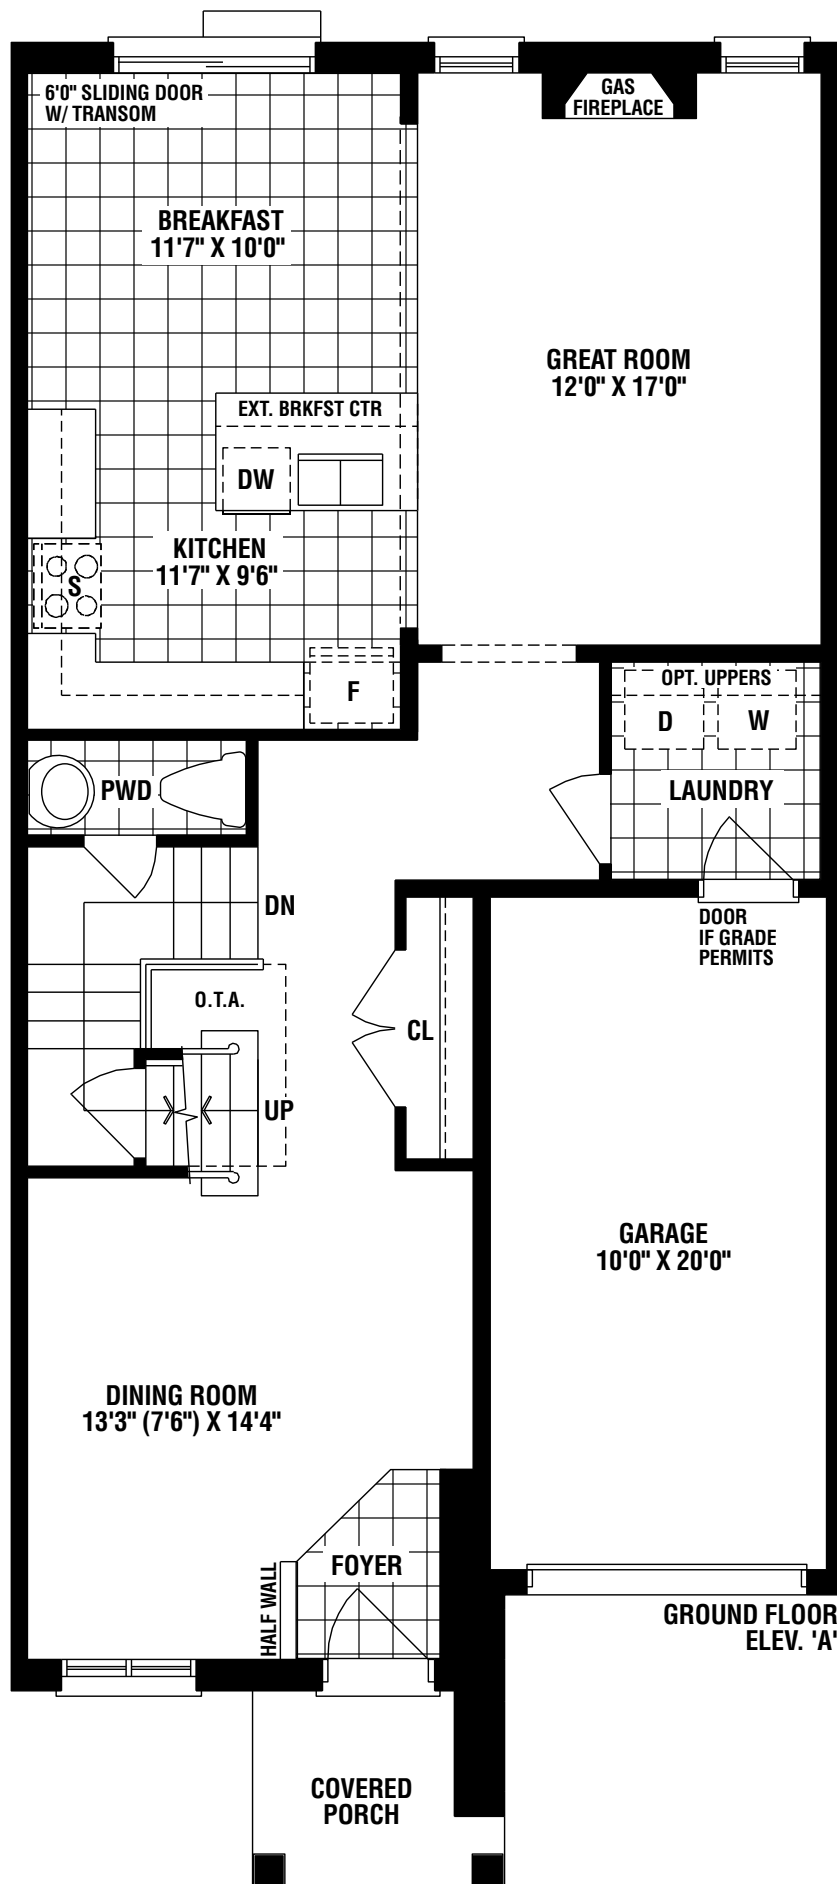 6'0" SLIDING DOOR
W/ TRANSOM
GAS
FIREPLACE
BREAKFAST
11'7" X 10'0"
GREAT ROOM
12'0" X 17'0"
EXT. BRKFST CTR
DW
KITCHEN
11'7" X 9'6"
S
F
OPT. UPPERS
D
W
PWD
LAUNDRY
DN
DOOR
IF GRADE
PERMITS
O.T.A.
CL
UP
GARAGE
10'0" X 20'0"
DINING ROOM
13'3" (7'6") X 14'4"
FOYER
HALF WALL
GROUND FLOOR
ELEV. 'A'
COVERED
PORCH